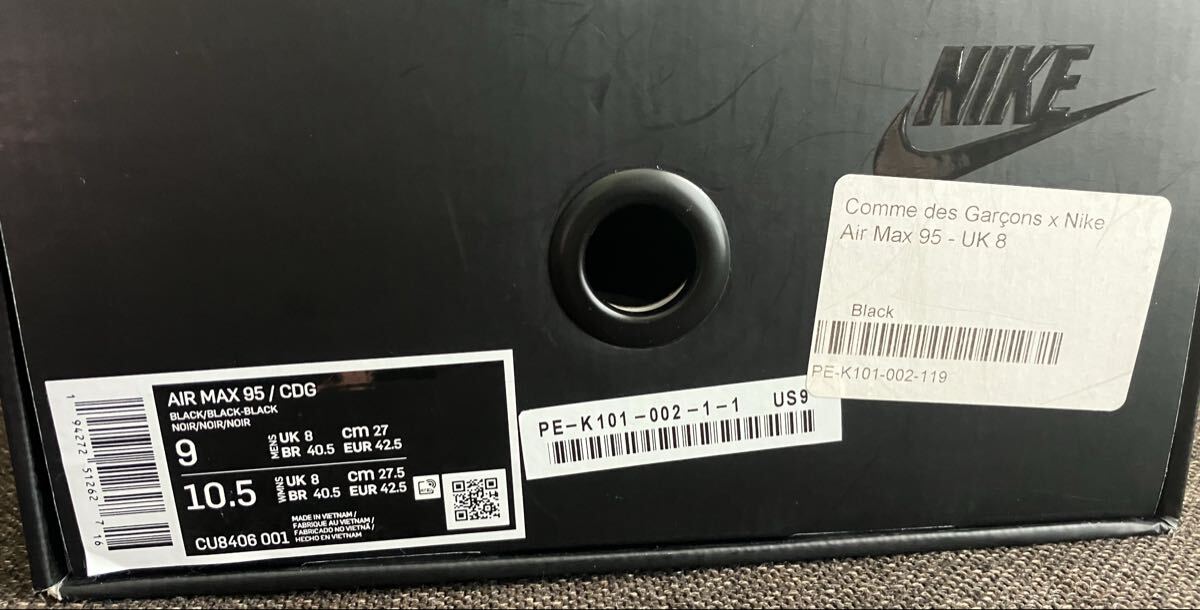 NIKE
Comme des Garçons x Nike
Air Max 95 - UK 8
Black
PE-K101-002-119
PE-K101-002-1-1 US9
AIR MAX 95 / CDG
BLACK/BLACK-BLACK
NOIR/NOIR/NOIR
9 MENS UK 8 cm 27
BR 40.5 EUR 42.5
10.5 WMNS UK 8 cm 27.5
BR 40.5 EUR 42.5
MADE IN VIETNAM /
FABRIQUE AU VIETNAM /
FABRICADO NO VIETNÃ /
HECHO EN VIETNAM
CU8406 001
1 94272 51262 7 16